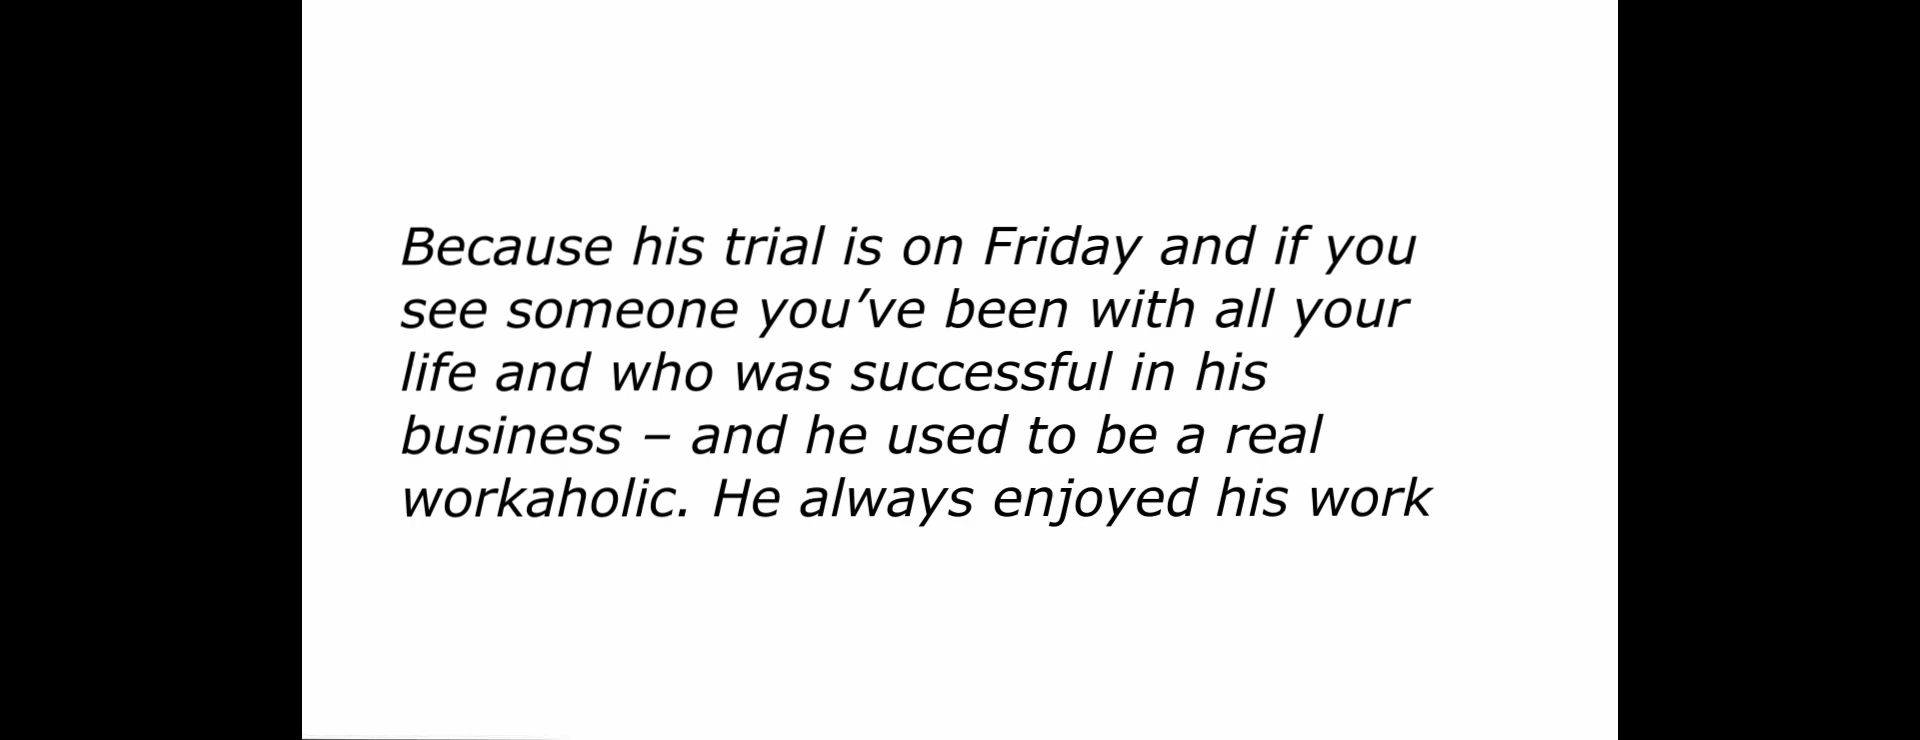 Because his trial is on Friday and if you
see someone you’ve been with all your
life and who was successful in his
business – and he used to be a real
workaholic. He always enjoyed his work